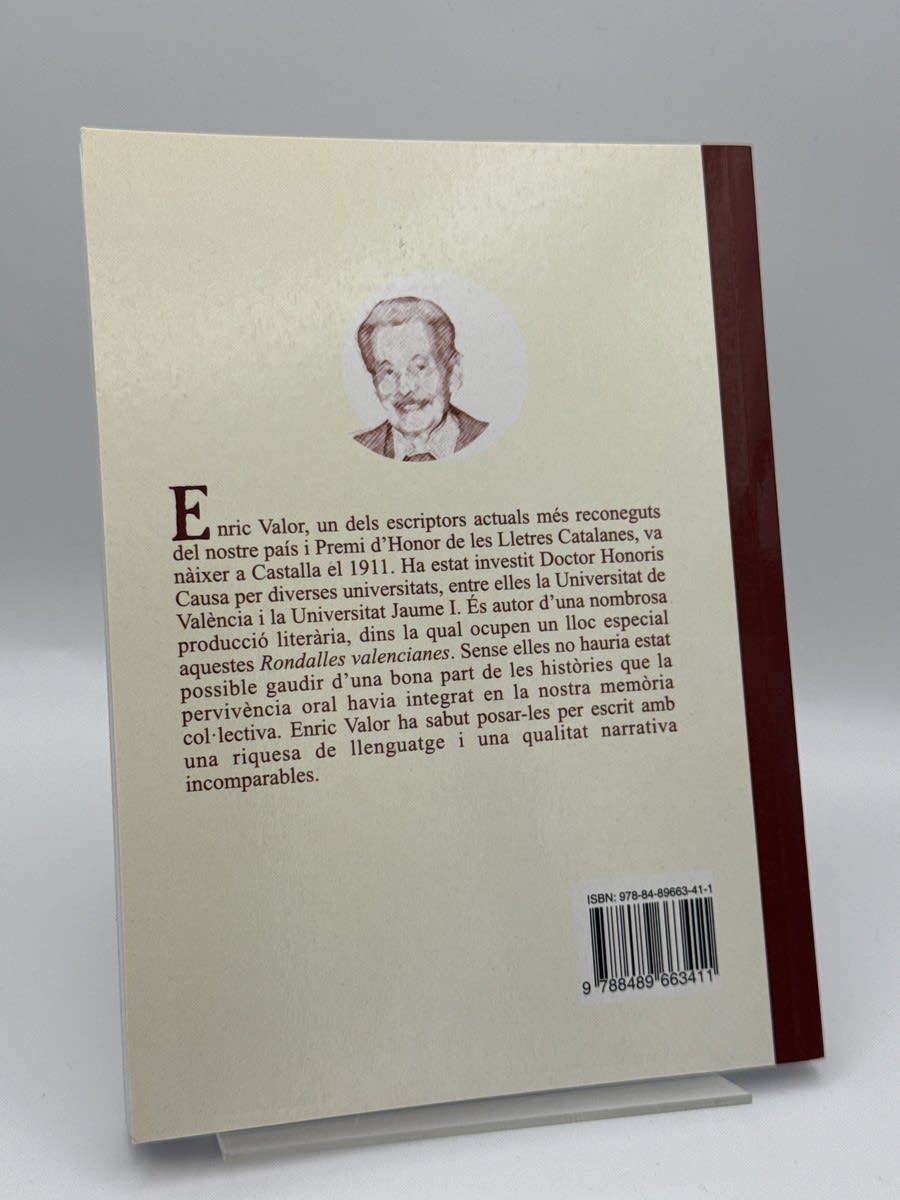 Enric Valor, un dels escriptors actuals més reconeguts
del nostre país i Premi d'Honor de les Lletres Catalanes, va
nàixer a Castalla el 1911. Ha estat investit Doctor Honoris
Causa per diverses universitats, entre elles la Universitat de
València i la Universitat Jaume I. És autor d'una nombrosa
producció literària, dins la qual ocupen un lloc especial
aquestes Rondalles valencianes. Sense elles no hauria estat
possible gaudir d'una bona part de les històries que la
pervivència oral havia integrat en la nostra memòria
col·lectiva. Enric Valor ha sabut posar-les per escrit amb
una riquesa de llenguatge i una qualitat narrativa
incomparables.
ISBN: 978-84-89663-41-1
9 788489 663411